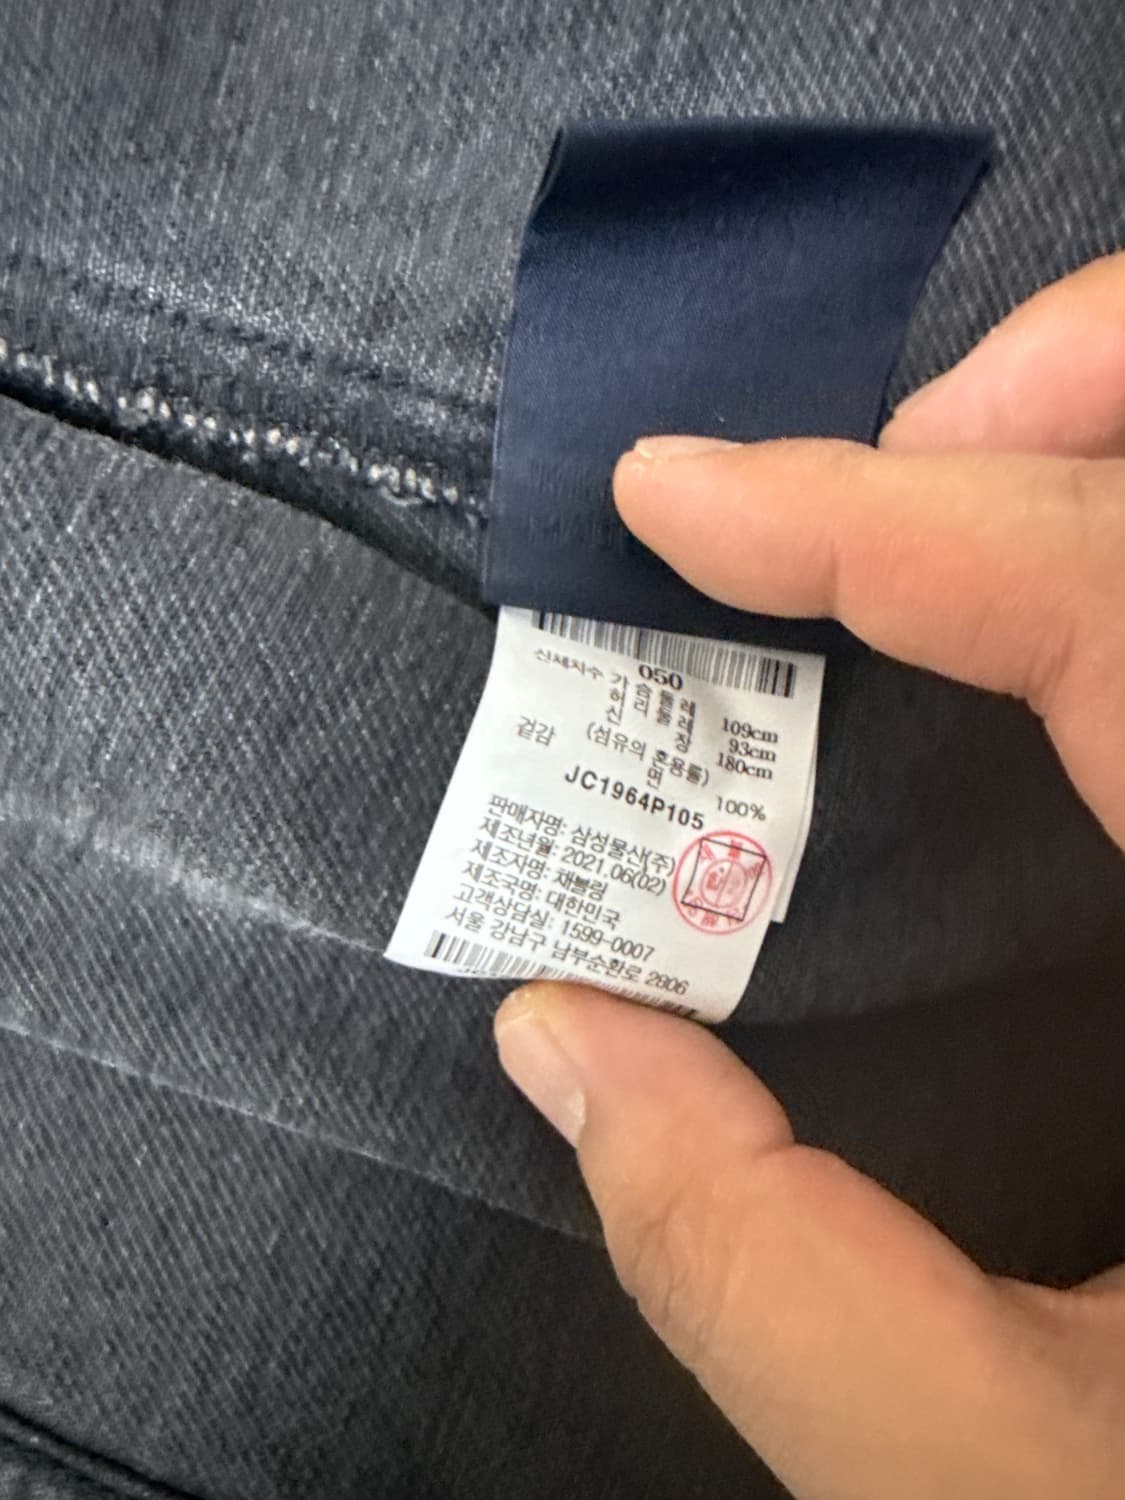 050
신체치수 가슴둘레 109cm
허리둘레 93cm
신장 180cm
겉감 (섬유의 혼용률)
면 100%
JC1964P105
판매자명: 삼성물산(주)
제조년월: 2021.06(02)
제조자명: 채블링
제조국명: 대한민국
고객상담실: 1599-0007
서울 강남구 남부순환로 2806